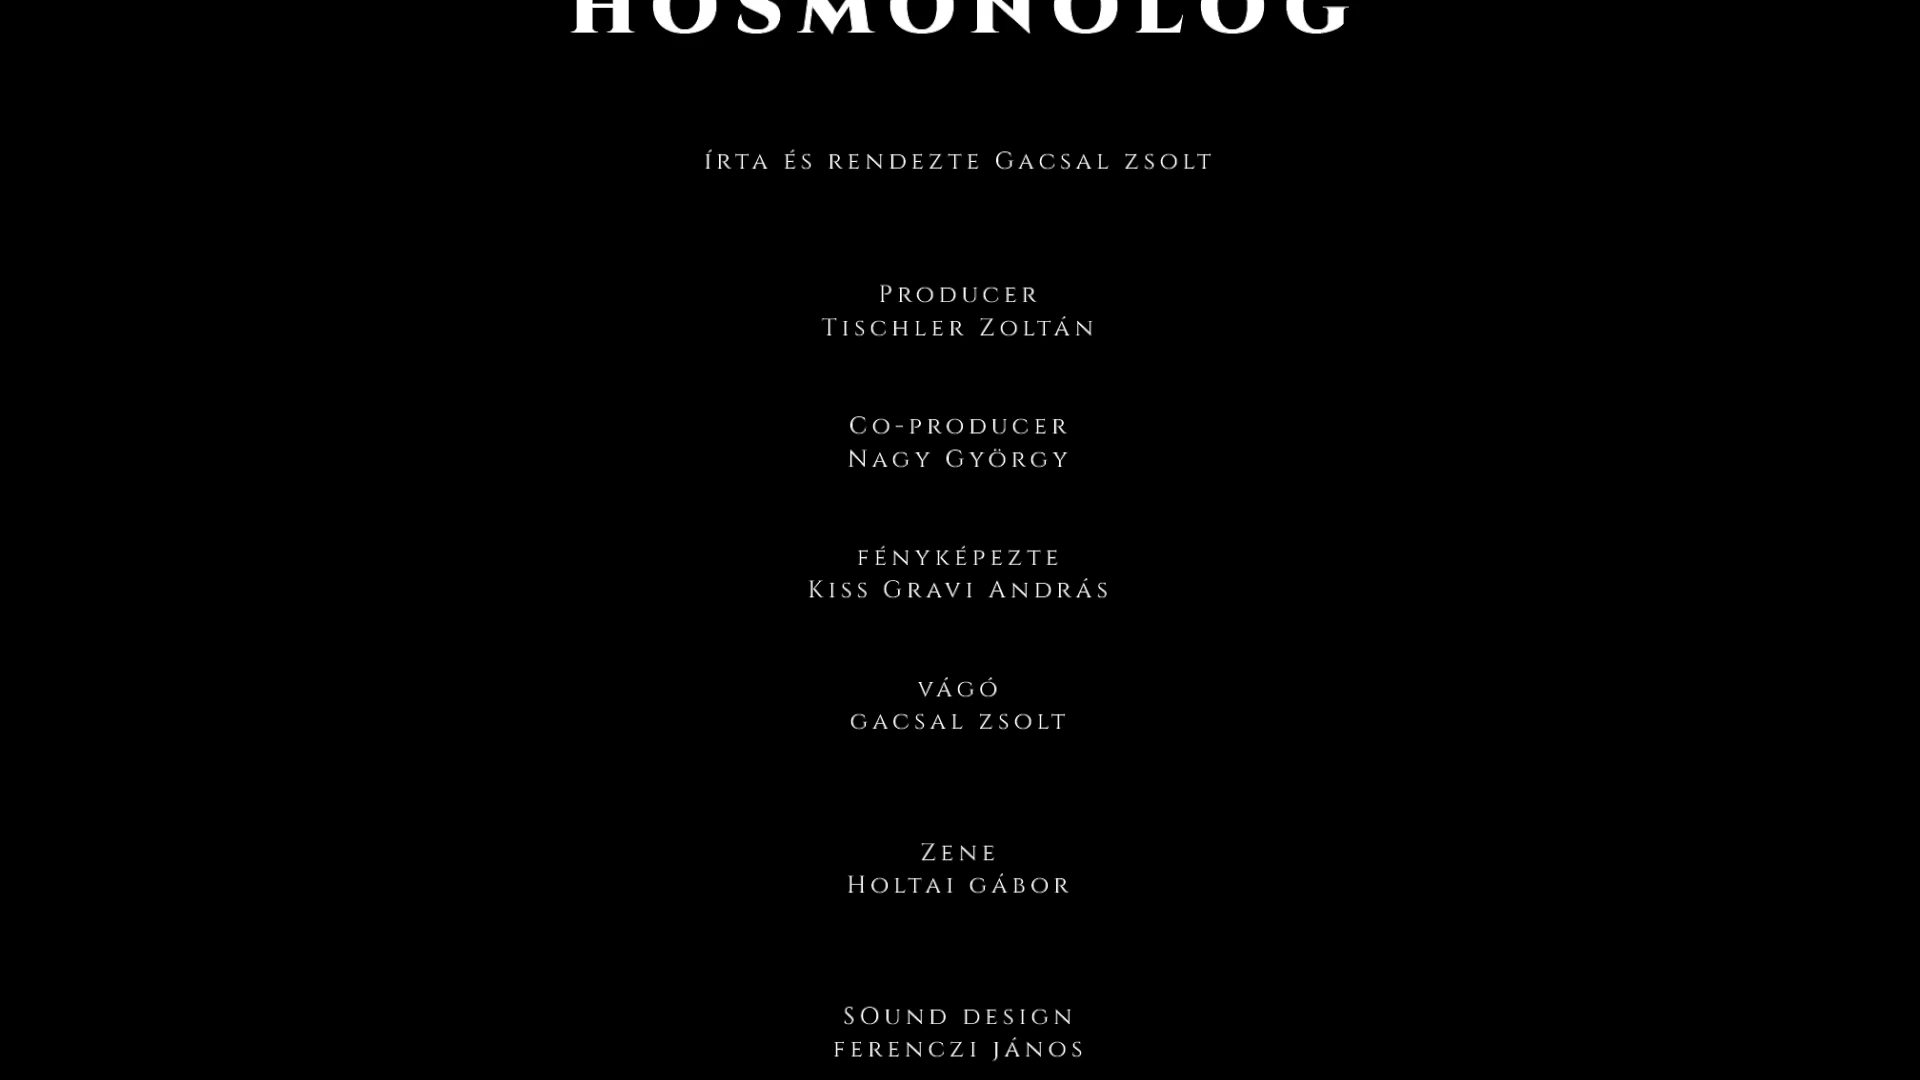 HŐSMONOLÓG
ÍRTA ÉS RENDEZTE GACSAL ZSOLT
PRODUCER
TISCHLER ZOLTÁN
CO-PRODUCER
NAGY GYÖRGY
FÉNYKÉPEZTE
KISS GRAVI ANDRÁS
VÁGÓ
GACSAL ZSOLT
ZENE
HOLTAI GÁBOR
SOUND DESIGN
FERENCZI JÁNOS